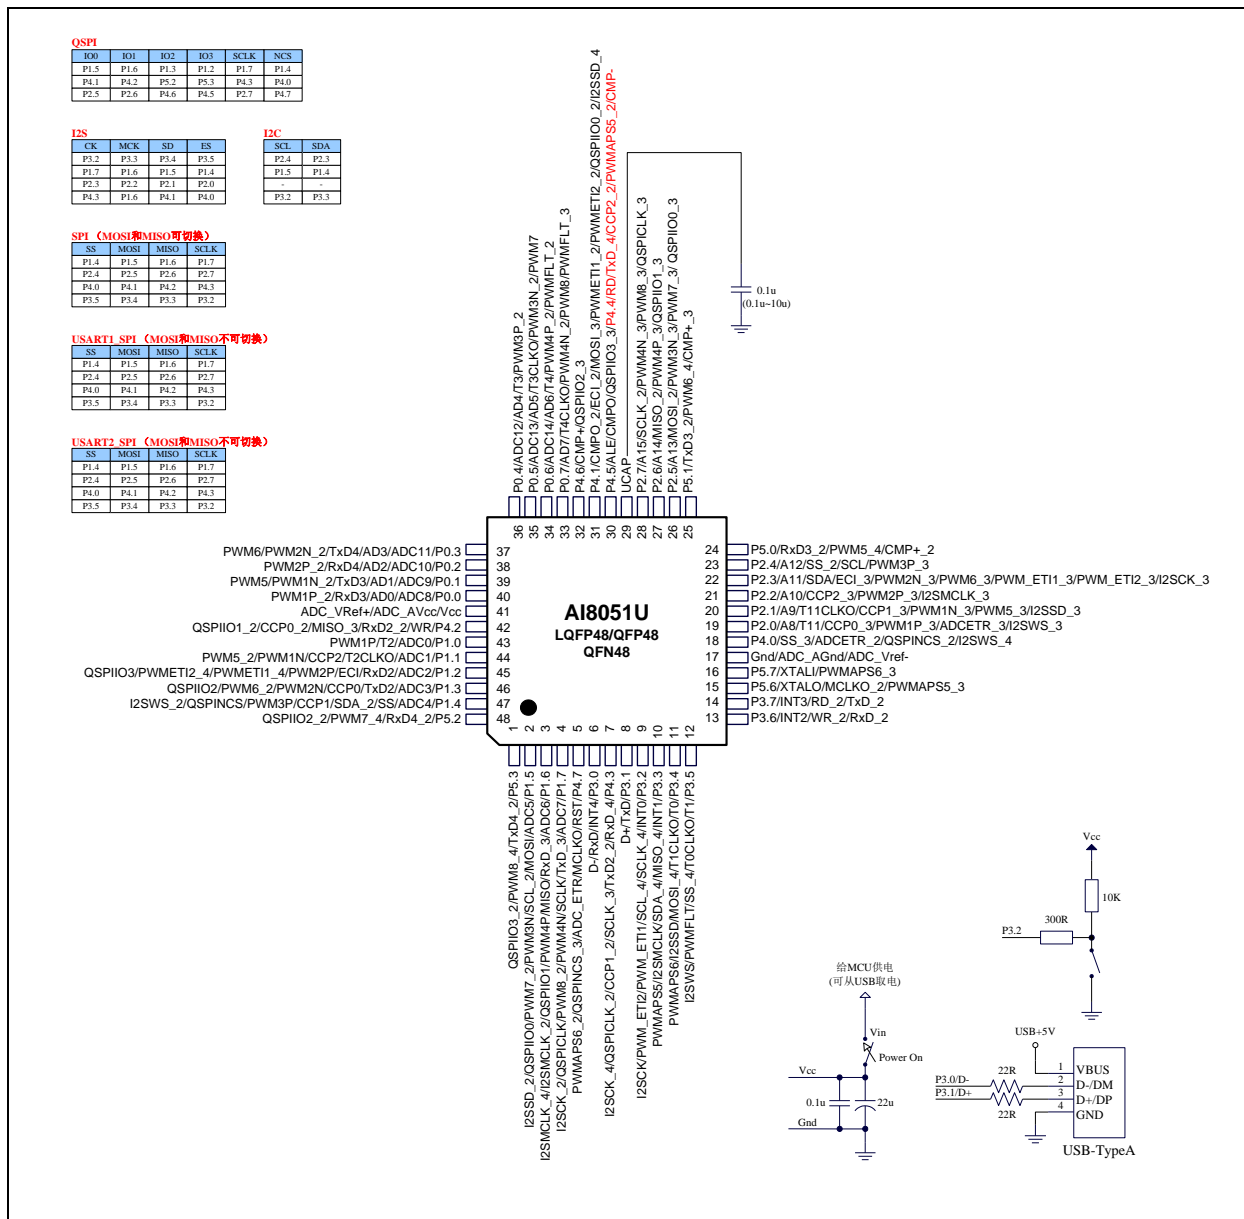 QSPI
IO0 IO1 IO2 IO3 SCLK NCS
P1.5 P1.6 P1.3 P1.2 P1.7 P1.4
P4.1 P4.2 P5.2 P5.3 P4.3 P4.0
P2.5 P2.6 P4.6 P4.5 P2.7 P4.7
I2S
CK MCK SD ES
P3.2 P3.3 P3.4 P3.5
P1.7 P1.6 P1.5 P1.4
P2.3 P2.2 P2.1 P2.0
P4.3 P1.6 P4.1 P4.0
I2C
SCL SDA
P2.4 P2.3
P1.5 P1.4
- -
P3.2 P3.3
SPI （MOSI和MISO可切换）
SS MOSI MISO SCLK
P1.4 P1.5 P1.6 P1.7
P2.4 P2.5 P2.6 P2.7
P4.0 P4.1 P4.2 P4.3
P3.5 P3.4 P3.3 P3.2
USART1_SPI （MOSI和MISO不可切换）
SS MOSI MISO SCLK
P1.4 P1.5 P1.6 P1.7
P2.4 P2.5 P2.6 P2.7
P4.0 P4.1 P4.2 P4.3
P3.5 P3.4 P3.3 P3.2
USART2_SPI （MOSI和MISO不可切换）
SS MOSI MISO SCLK
P1.4 P1.5 P1.6 P1.7
P2.4 P2.5 P2.6 P2.7
P4.0 P4.1 P4.2 P4.3
P3.5 P3.4 P3.3 P3.2
P0.4/ADC12/AD4/T3/PWM3P_2
P0.5/ADC13/AD5/T3CLKO/PWM3N_2/PWM7
P0.6/ADC14/AD6/T4/PWM4P_2/PWMFLT_2
P0.7/AD7/T4CLKO/PWM4N_2/PWM8/PWMFLT_3
P4.6/CMP+/QSPIIO2_3
P4.1/CMPO_2/ECI_2/MOSI_3/PWMETI1_2/PWMETI2_2/QSPIIO0_2/I2SSD_4
P4.5/ALE/CMPO/QSPIIO3_3/P4.4/RD/TxD_4/CCP2_2/PWMAPS5_2/CMP-
UCAP
P2.7/A15/SCLK_2/PWM4N_3/PWM8_3/QSPICLK_3
P2.6/A14/MISO_2/PWM4P_3/QSPIIO1_3
P2.5/A13/MOSI_2/PWM3N_3/PWM7_3/ QSPIIO0_3
P5.1/TxD3_2/PWM6_4/CMP+_3
0.1u
(0.1u~10u)
36 35 34 33 32 31 30 29 28 27 26 25
PWM6/PWM2N_2/TxD4/AD3/ADC11/P0.3 37
PWM2P_2/RxD4/AD2/ADC10/P0.2 38
PWM5/PWM1N_2/TxD3/AD1/ADC9/P0.1 39
PWM1P_2/RxD3/AD0/ADC8/P0.0 40
ADC_VRef+/ADC_AVcc/Vcc 41
QSPIIO1_2/CCP0_2/MISO_3/RxD2_2/WR/P4.2 42
PWM1P/T2/ADC0/P1.0 43
PWM5_2/PWM1N/CCP2/T2CLKO/ADC1/P1.1 44
QSPIIO3/PWMETI2_4/PWMETI1_4/PWM2P/ECI/RxD2/ADC2/P1.2 45
QSPIIO2/PWM6_2/PWM2N/CCP0/TxD2/ADC3/P1.3 46
I2SWS_2/QSPINCS/PWM3P/CCP1/SDA_2/SS/ADC4/P1.4 47
QSPIIO2_2/PWM7_4/RxD4_2/P5.2 48
AI8051U
LQFP48/QFP48
QFN48
24 P5.0/RxD3_2/PWM5_4/CMP+_2
23 P2.4/A12/SS_2/SCL/PWM3P_3
22 P2.3/A11/SDA/ECI_3/PWM2N_3/PWM6_3/PWM_ETI1_3/PWM_ETI2_3/I2SCK_3
21 P2.2/A10/CCP2_3/PWM2P_3/I2SMCLK_3
20 P2.1/A9/T11CLKO/CCP1_3/PWM1N_3/PWM5_3/I2SSD_3
19 P2.0/A8/T11/CCP0_3/PWM1P_3/ADCETR_3/I2SWS_3
18 P4.0/SS_3/ADCETR_2/QSPINCS_2/I2SWS_4
17 Gnd/ADC_AGnd/ADC_Vref-
16 P5.7/XTALI/PWMAPS6_3
15 P5.6/XTALO/MCLKO_2/PWMAPS5_3
14 P3.7/INT3/RD_2/TxD_2
13 P3.6/INT2/WR_2/RxD_2
1 2 3 4 5 6 7 8 9 10 11 12
QSPIIO3_2/PWM8_4/TxD4_2/P5.3
I2SSD_2/QSPIIO0/PWM7_2/PWM3N/SCL_2/MOSI/ADC5/P1.5
I2SMCLK_4/I2SMCLK_2/QSPIIO1/PWM4P/MISO/RxD_3/ADC6/P1.6
I2SCK_2/QSPICLK/PWM8_2/PWM4N/SCLK/TxD_3/ADC7/P1.7
PWMAPS6_2/QSPINCS_3/ADC_ETR/MCLKO/RST/P4.7
D-/RxD/INT4/P3.0
I2SCK_4/QSPICLK_2/CCP1_2/SCLK_3/TxD2_2/RxD_4/P4.3
D+/TxD/P3.1
I2SCK/PWM_ETI2/PWM_ETI1/SCL_4/SCLK_4/INT0/P3.2
PWMAPS5/I2SMCLK/SDA_4/MISO_4/INT1/P3.3
PWMAPS6/I2SSD/MOSI_4/T1CLKO/T0/P3.4
I2SWS/PWMFLT/SS_4/T0CLKO/T1/P3.5
Vcc
10K
300R
P3.2
给MCU供电
(可从USB取电)
Vin
Power On
Vcc
0.1u
22u
Gnd
USB+5V
P3.0/D-
22R
P3.1/D+
22R
1 VBUS
2 D-/DM
3 D+/DP
4 GND
USB-TypeA